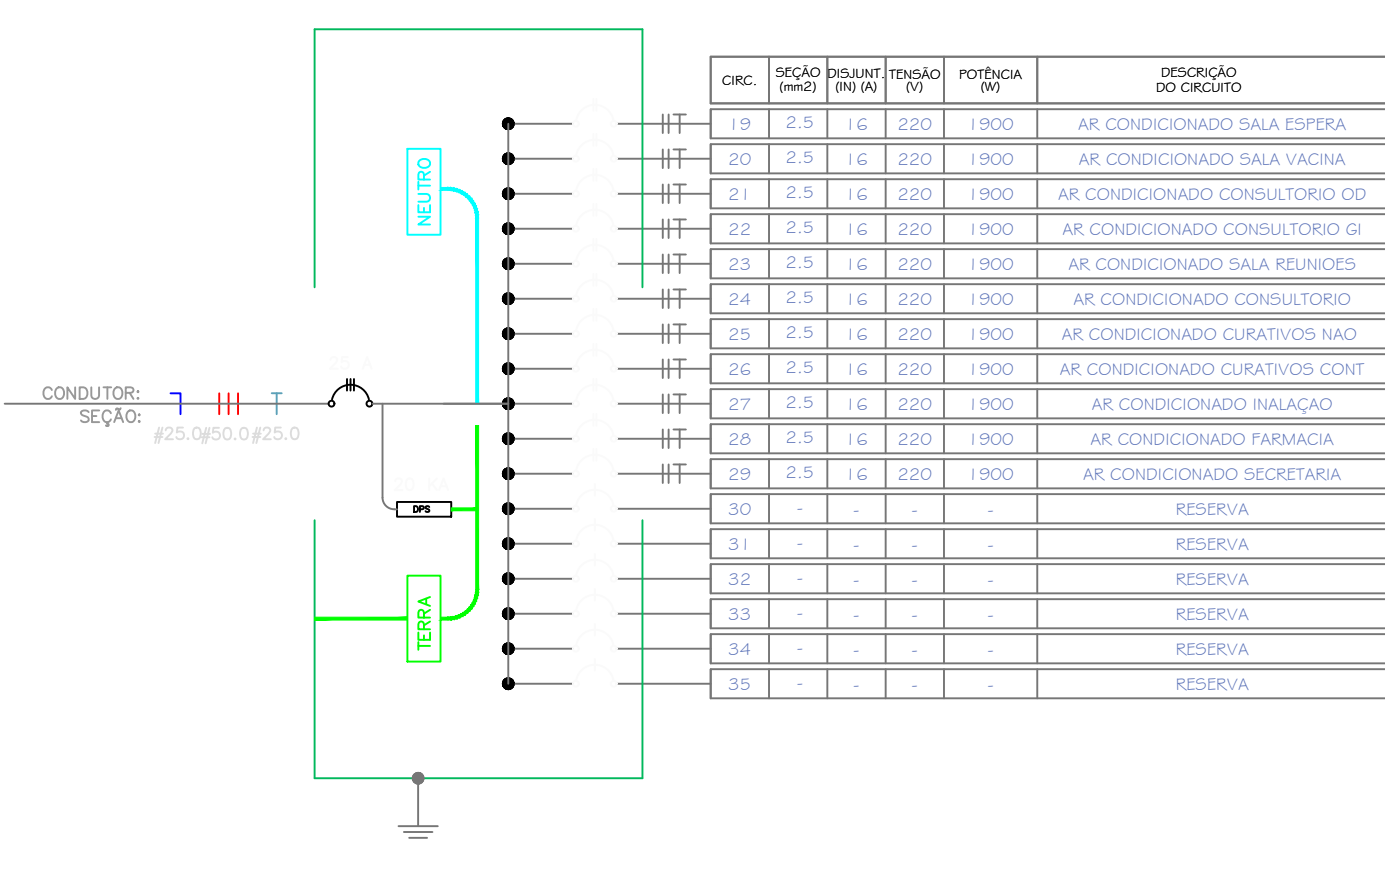 CIRC. SEÇÃO (mm2) DISJUNT. (IN) (A) TENSÃO (V) POTÊNCIA (W) DESCRIÇÃO DO CIRCUITO
19 2.5 16 220 1900 AR CONDICIONADO SALA ESPERA
20 2.5 16 220 1900 AR CONDICIONADO SALA VACINA
21 2.5 16 220 1900 AR CONDICIONADO CONSULTORIO OD
22 2.5 16 220 1900 AR CONDICIONADO CONSULTORIO GI
23 2.5 16 220 1900 AR CONDICIONADO SALA REUNIOES
24 2.5 16 220 1900 AR CONDICIONADO CONSULTORIO
25 2.5 16 220 1900 AR CONDICIONADO CURATIVOS NAO
26 2.5 16 220 1900 AR CONDICIONADO CURATIVOS CONT
27 2.5 16 220 1900 AR CONDICIONADO INALAÇAO
28 2.5 16 220 1900 AR CONDICIONADO FARMACIA
29 2.5 16 220 1900 AR CONDICIONADO SECRETARIA
30 - - - - RESERVA
31 - - - - RESERVA
32 - - - - RESERVA
33 - - - - RESERVA
34 - - - - RESERVA
35 - - - - RESERVA
NEUTRO
25 A
CONDUTOR:
SEÇÃO:
#25.0 #50.0 #25.0
20 KA
DPS
TERRA